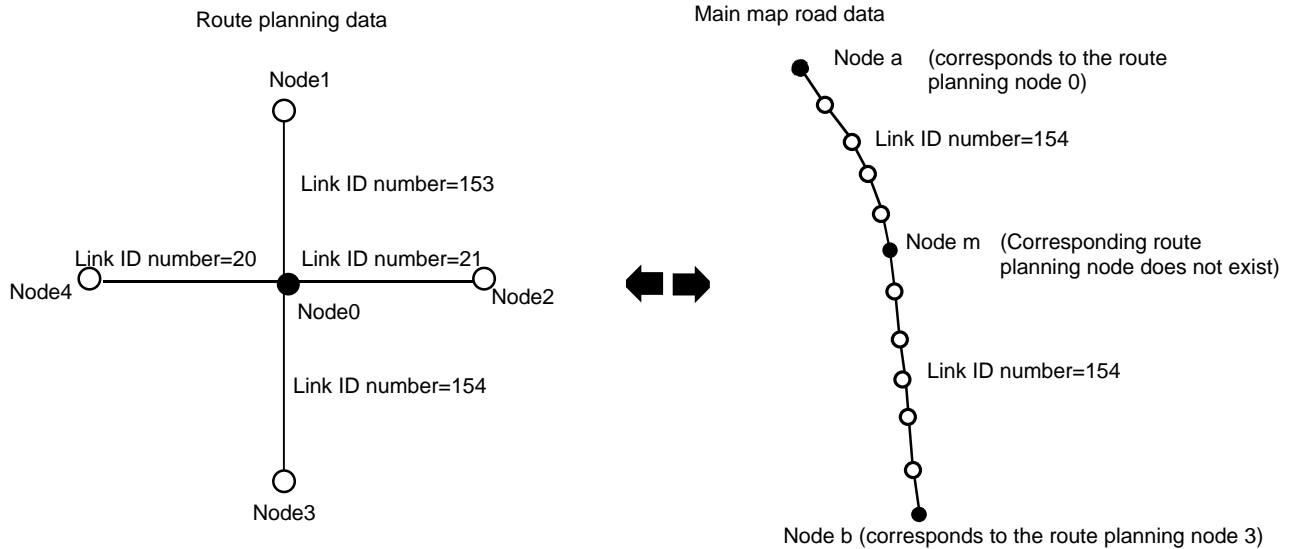 Route planning data
Node1
Link ID number=153
Link ID number=20
Link ID number=21
Node4
Node2
Node0
Link ID number=154
Node3
Main map road data
Node a (corresponds to the route
planning node 0)
Link ID number=154
Node m (Corresponding route
planning node does not exist)
Link ID number=154
Node b (corresponds to the route planning node 3)